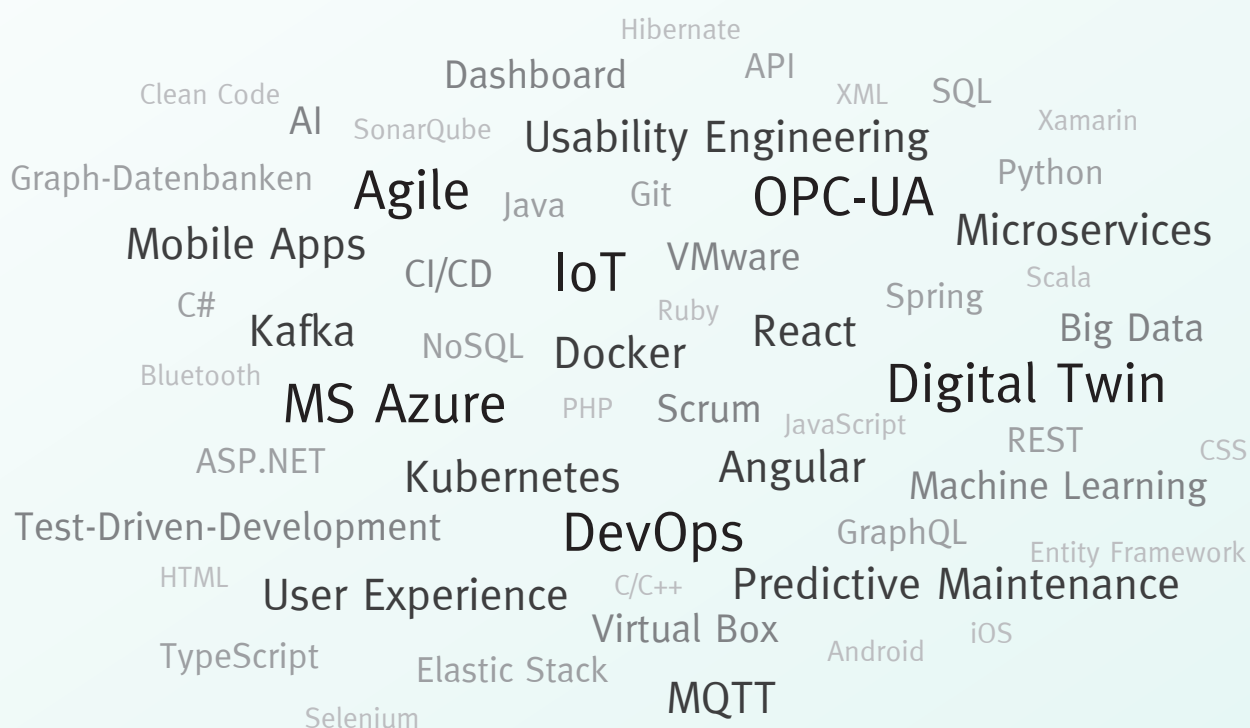 Hibernate
Dashboard
API
Clean Code
XML
SQL
AI
SonarQube
Usability Engineering
Xamarin
Graph-Datenbanken
Agile
Java
Git
OPC-UA
Python
Mobile Apps
Microservices
CI/CD
IoT
VMware
Scala
C#
Ruby
Spring
Kafka
NoSQL
Docker
React
Big Data
Bluetooth
MS Azure
PHP
Scrum
JavaScript
Digital Twin
ASP.NET
REST
CSS
Kubernetes
Angular
Machine Learning
Test-Driven-Development
DevOps
GraphQL
Entity Framework
HTML
User Experience
C/C++
Predictive Maintenance
Virtual Box
iOS
TypeScript
Elastic Stack
Android
MQTT
Selenium